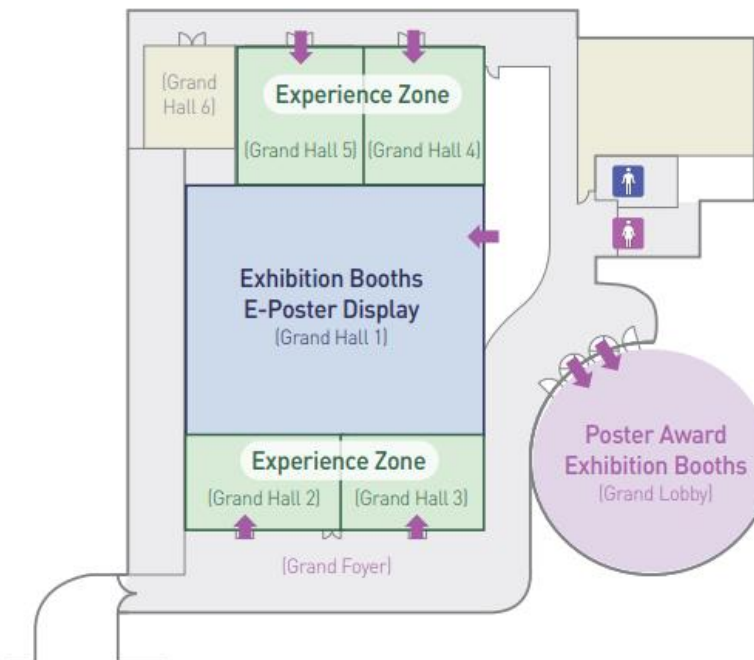 (Grand
Hall 6)
Experience Zone
(Grand Hall 5)
(Grand Hall 4)
Exhibition Booths
E-Poster Display
(Grand Hall 1)
Experience Zone
(Grand Hall 2)
(Grand Hall 3)
(Grand Foyer)
Poster Award
Exhibition Booths
(Grand Lobby)